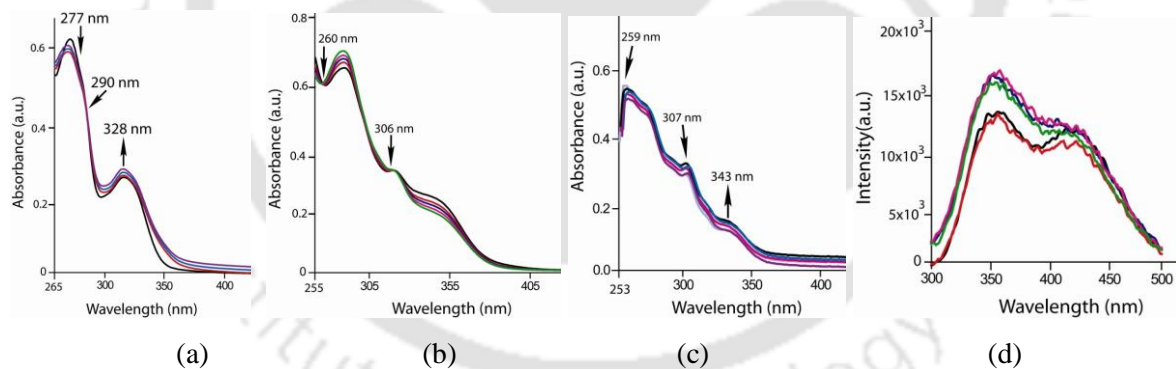 277 nm
290 nm
328 nm
0.6
0.4
0.2
0
Absorbance (a.u.)
265 300 350 400
Wavelength (nm)
(a)
260 nm
306 nm
0.8
0.6
0.4
0.2
0
Absorbance (a.u.)
255 305 355 405
Wavelength (nm)
(b)
259 nm
307 nm
343 nm
0.6
0.4
0.2
0.0
Absorbance (a.u.)
253 300 350 400
Wavelength (nm)
(c)
20x10³
15x10³
10x10³
5x10³
0
Intensity(a.u.)
300 350 400 450 500
Wavelength (nm)
(d)